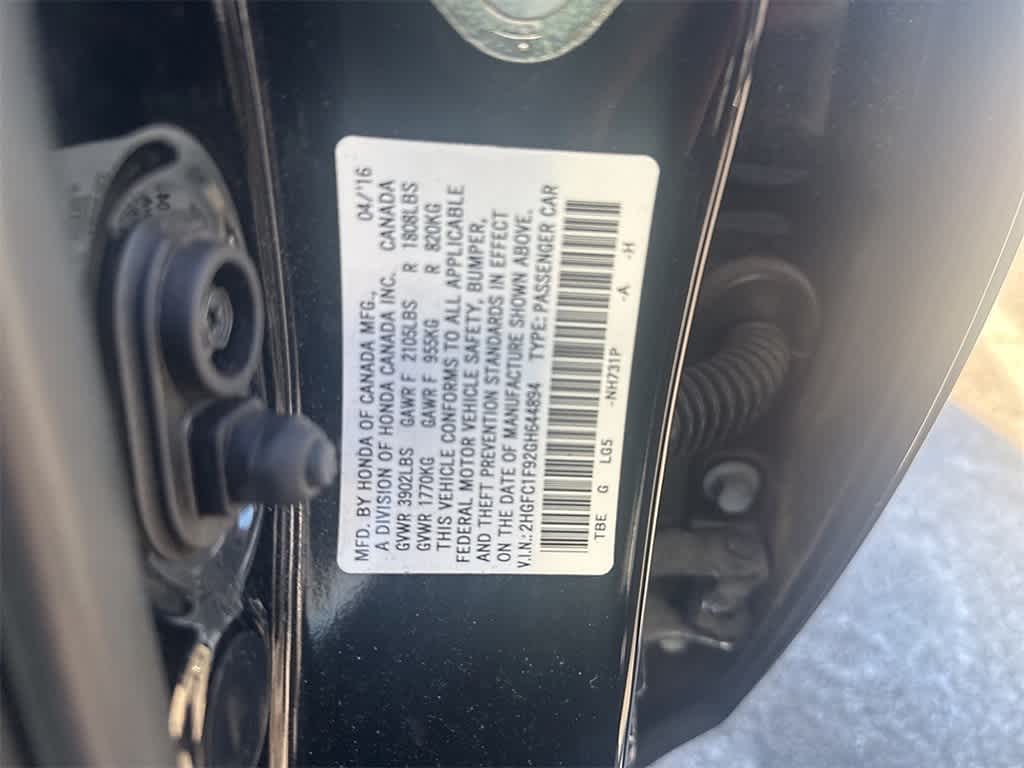 MFD. BY HONDA OF CANADA MFG., 04/'16
A DIVISION OF HONDA CANADA INC. CANADA
GVWR 3902LBS GAWR F 2105LBS R 1808LBS
GVWR 1770KG GAWR F 955KG R 820KG
THIS VEHICLE CONFORMS TO ALL APPLICABLE
FEDERAL MOTOR VEHICLE SAFETY, BUMPER,
AND THEFT PREVENTION STANDARDS IN EFFECT
ON THE DATE OF MANUFACTURE SHOWN ABOVE.
V.I.N.:2HGFC1F92GH644894 TYPE:PASSENGER CAR
TBE G LG5 -NH731P -A -H